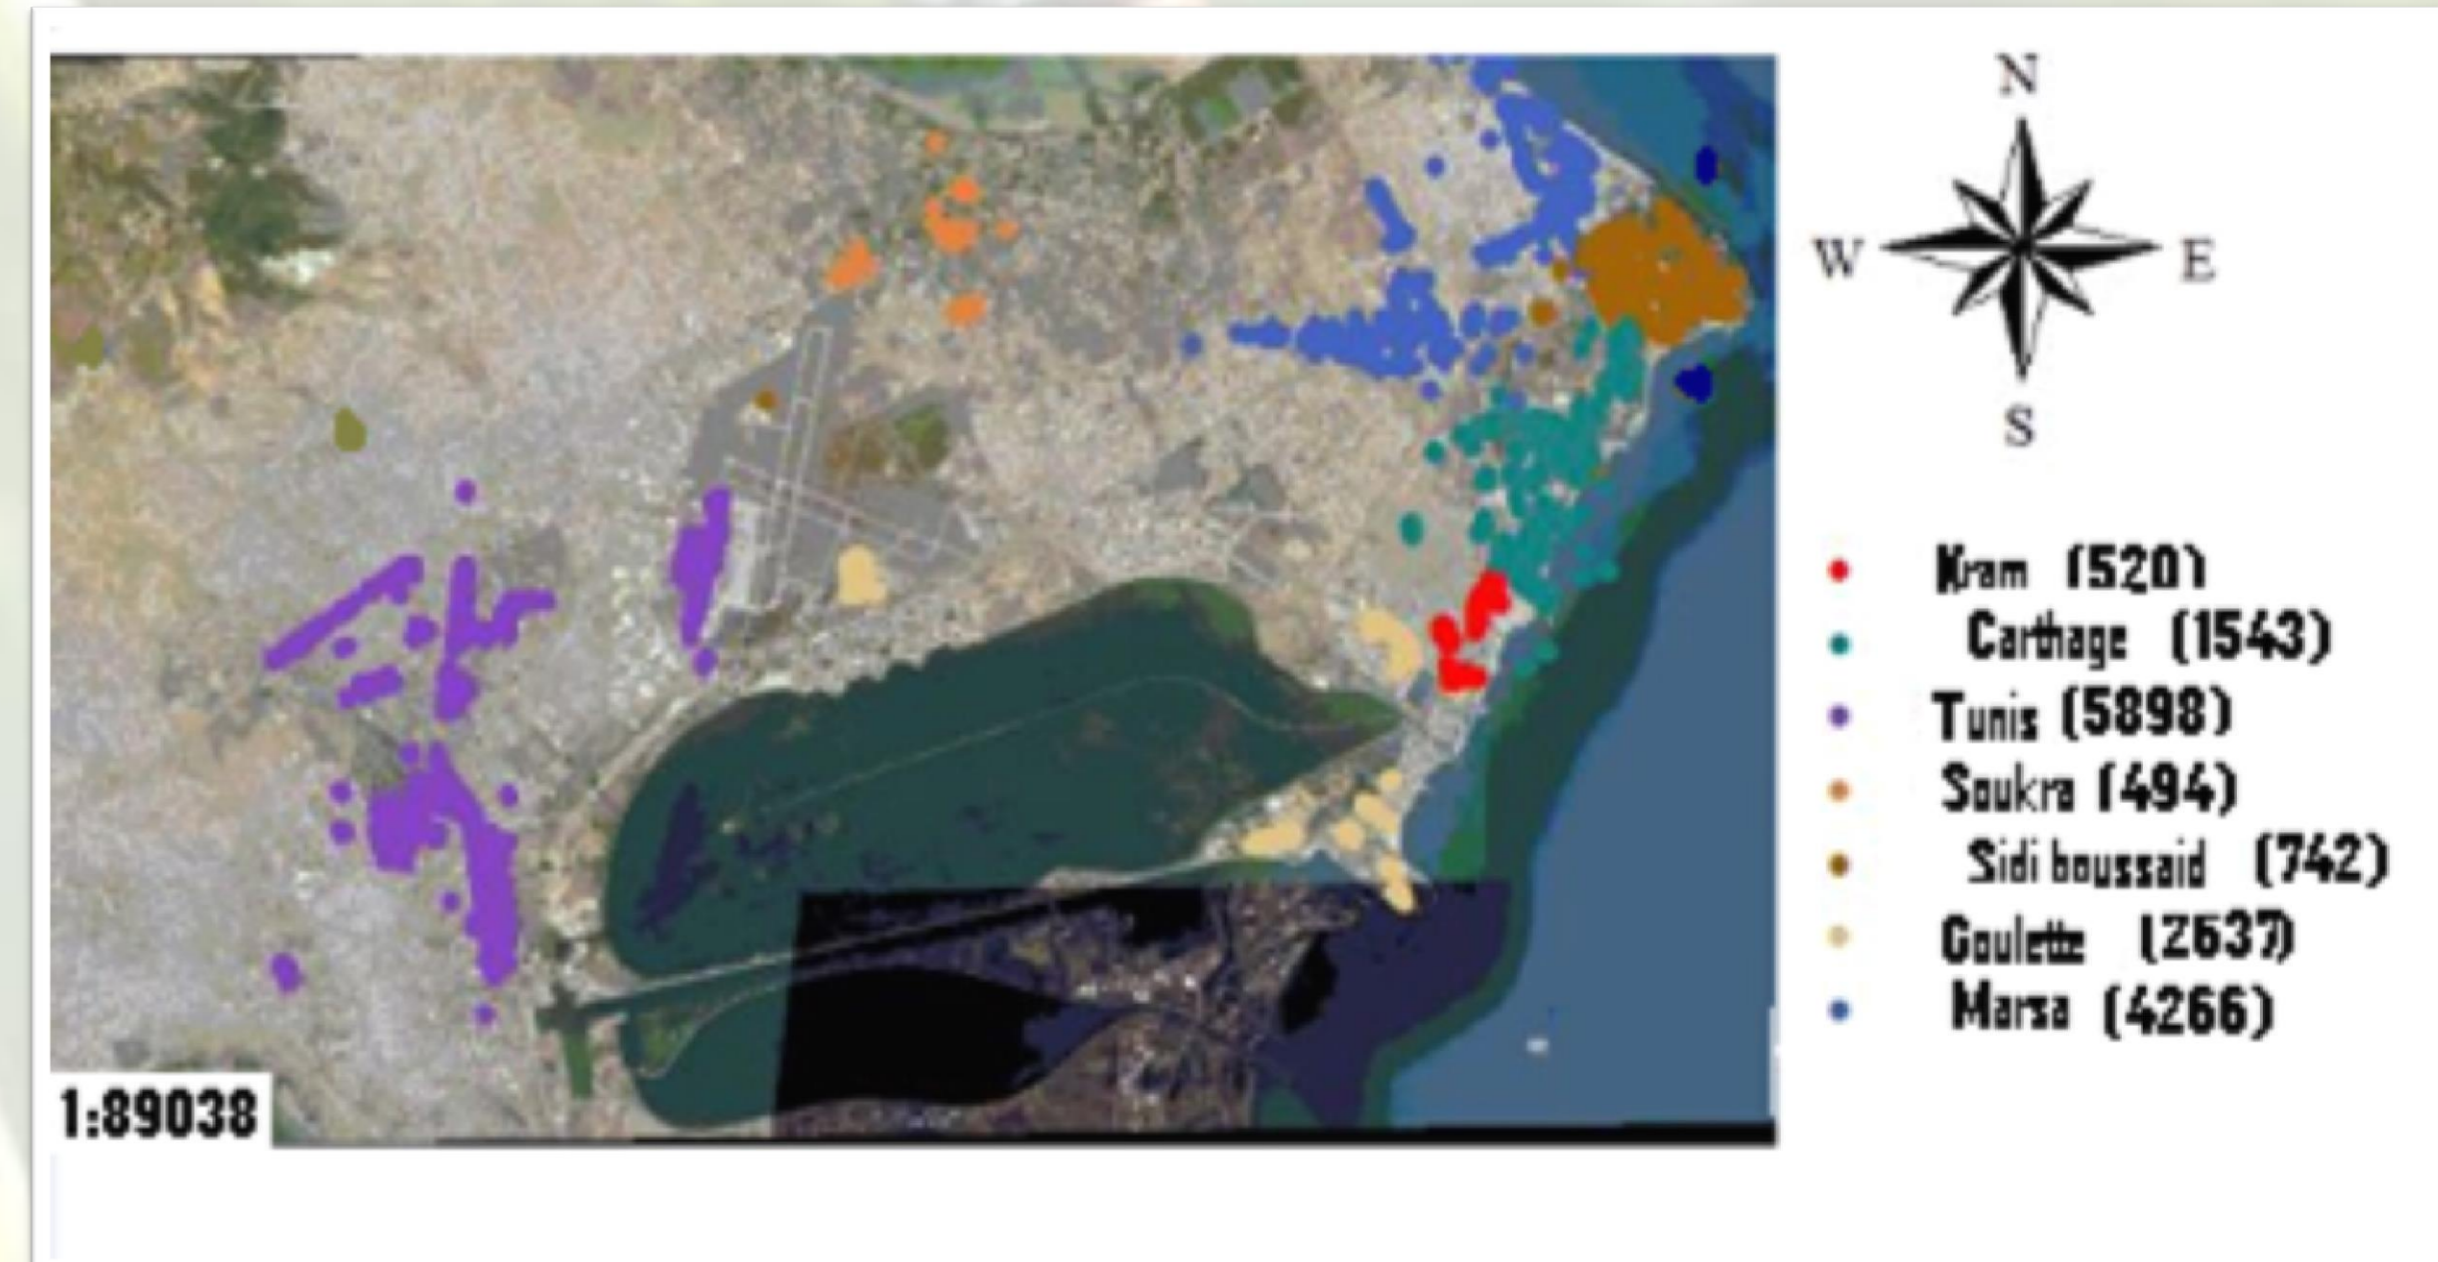 N
W E
S
Kram (520)
Carthage (1543)
Tunis (5898)
Soukra (494)
Sidi boussaid (742)
Goulette (2637)
Marsa (4266)
1:89038